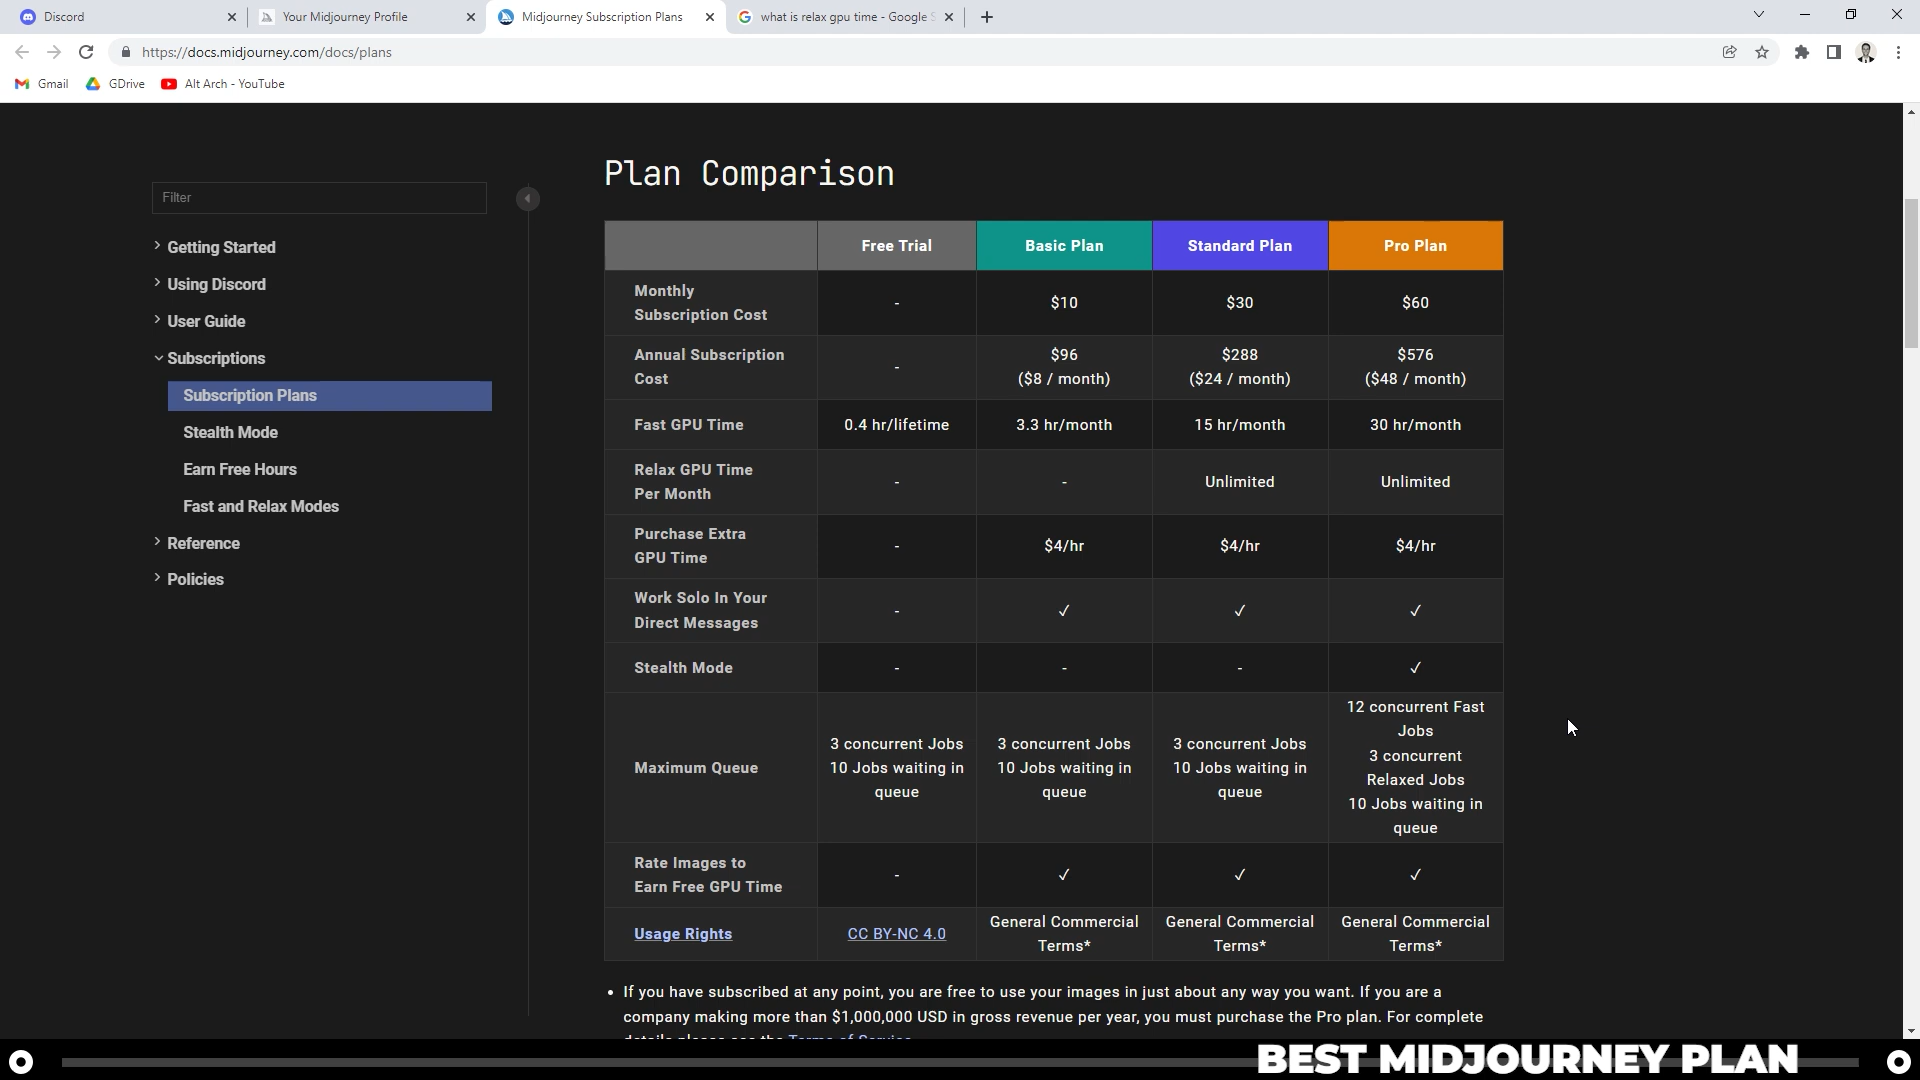 Discord
Your Midjourney Profile
Midjourney Subscription Plans
what is relax gpu time - Google S
https://docs.midjourney.com/docs/plans
Gmail
GDrive
Alt Arch - YouTube
Filter
Getting Started
Using Discord
User Guide
Subscriptions
Subscription Plans
Stealth Mode
Earn Free Hours
Fast and Relax Modes
Reference
Policies
Plan Comparison
Free Trial Basic Plan Standard Plan Pro Plan
Monthly
Subscription Cost
- $10 $30 $60
Annual Subscription
Cost
-
$96
($8 / month)
$288
($24 / month)
$576
($48 / month)
Fast GPU Time 0.4 hr/lifetime 3.3 hr/month 15 hr/month 30 hr/month
Relax GPU Time
Per Month
- - Unlimited Unlimited
Purchase Extra
GPU Time
- $4/hr $4/hr $4/hr
Work Solo In Your
Direct Messages
- ✓ ✓ ✓
Stealth Mode - - - ✓
Maximum Queue
3 concurrent Jobs
10 Jobs waiting in
queue
3 concurrent Jobs
10 Jobs waiting in
queue
3 concurrent Jobs
10 Jobs waiting in
queue
12 concurrent Fast
Jobs
3 concurrent
Relaxed Jobs
10 Jobs waiting in
queue
Rate Images to
Earn Free GPU Time
- ✓ ✓ ✓
Usage Rights
CC BY-NC 4.0
General Commercial
Terms*
General Commercial
Terms*
General Commercial
Terms*
• If you have subscribed at any point, you are free to use your images in just about any way you want. If you are a
company making more than $1,000,000 USD in gross revenue per year, you must purchase the Pro plan. For complete
details please see the Terms of Service
BEST MIDJOURNEY PLAN